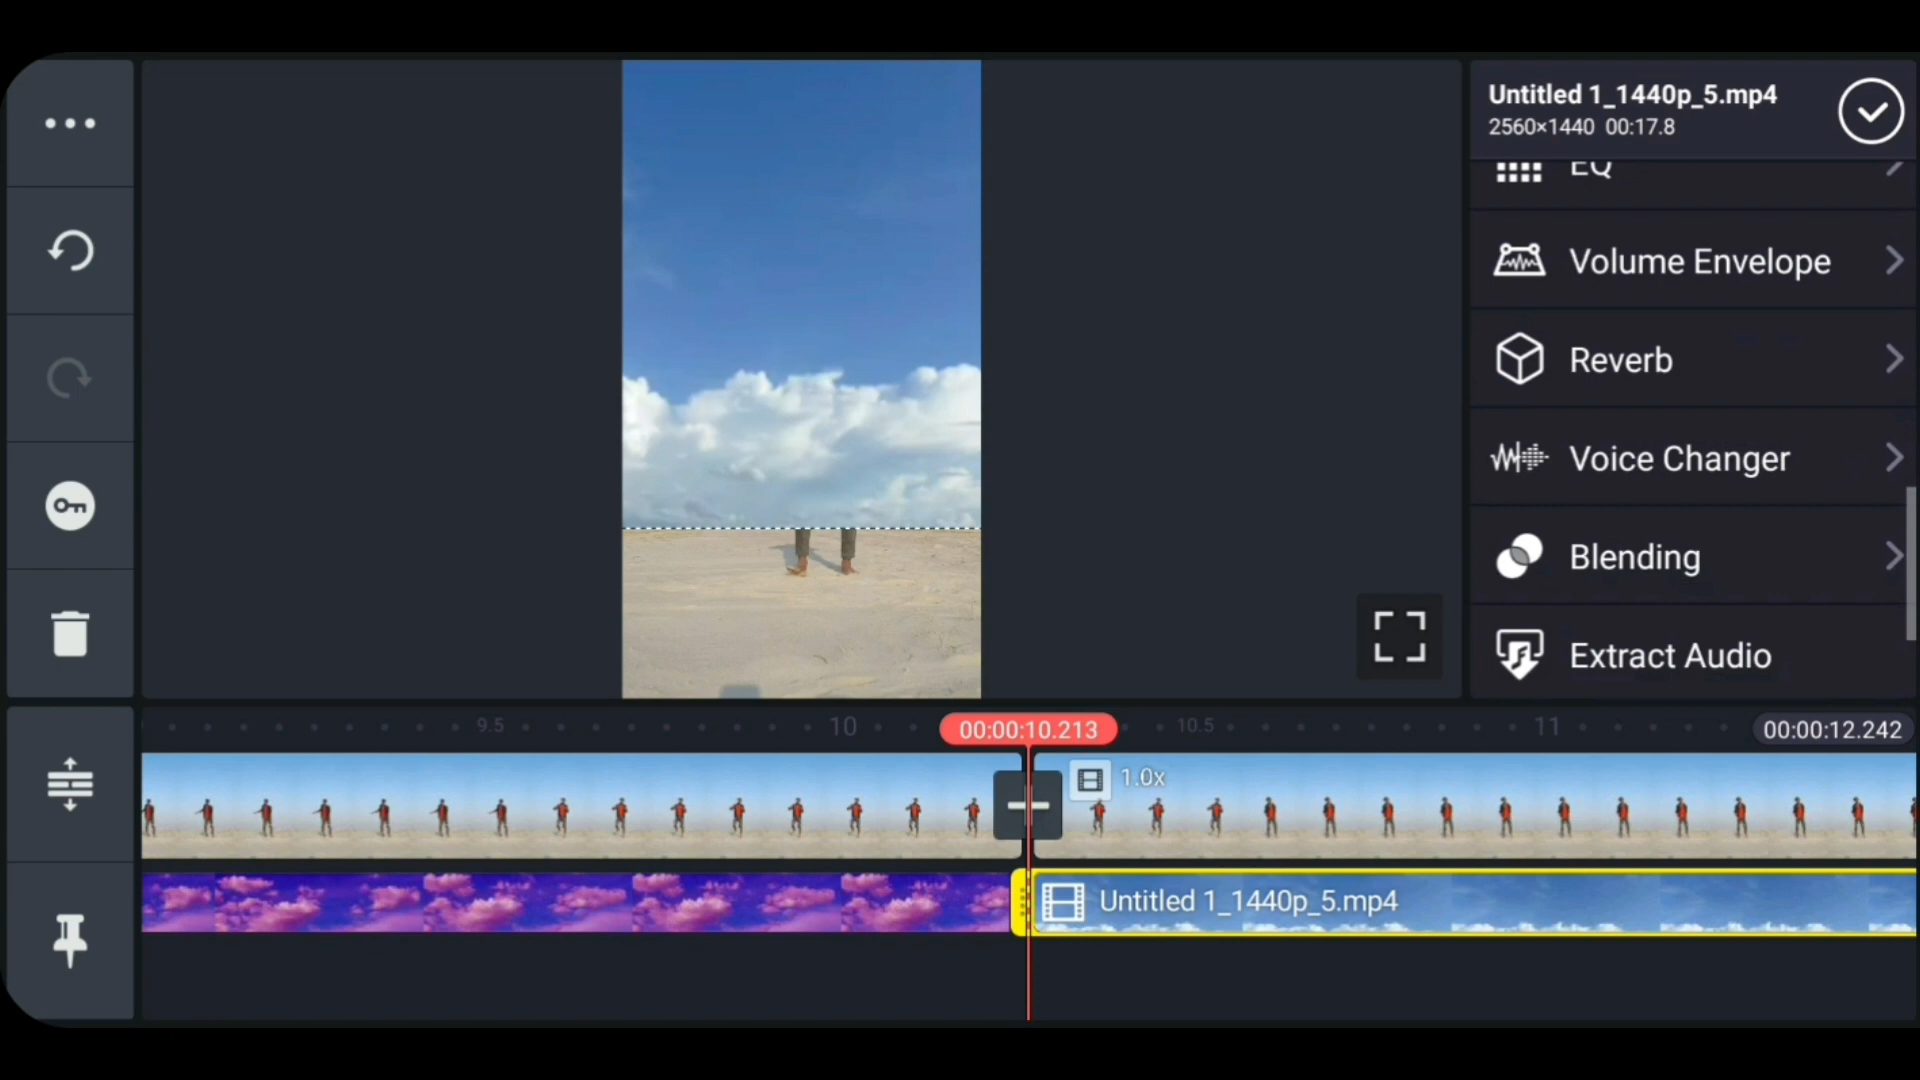 Untitled 1_1440p_5.mp4
2560×1440 00:17.8
EQ
Volume Envelope
Reverb
Voice Changer
Blending
Extract Audio
9.5
10
00:00:10.213
10.5
11
00:00:12.242
1.0x
Untitled 1_1440p_5.mp4